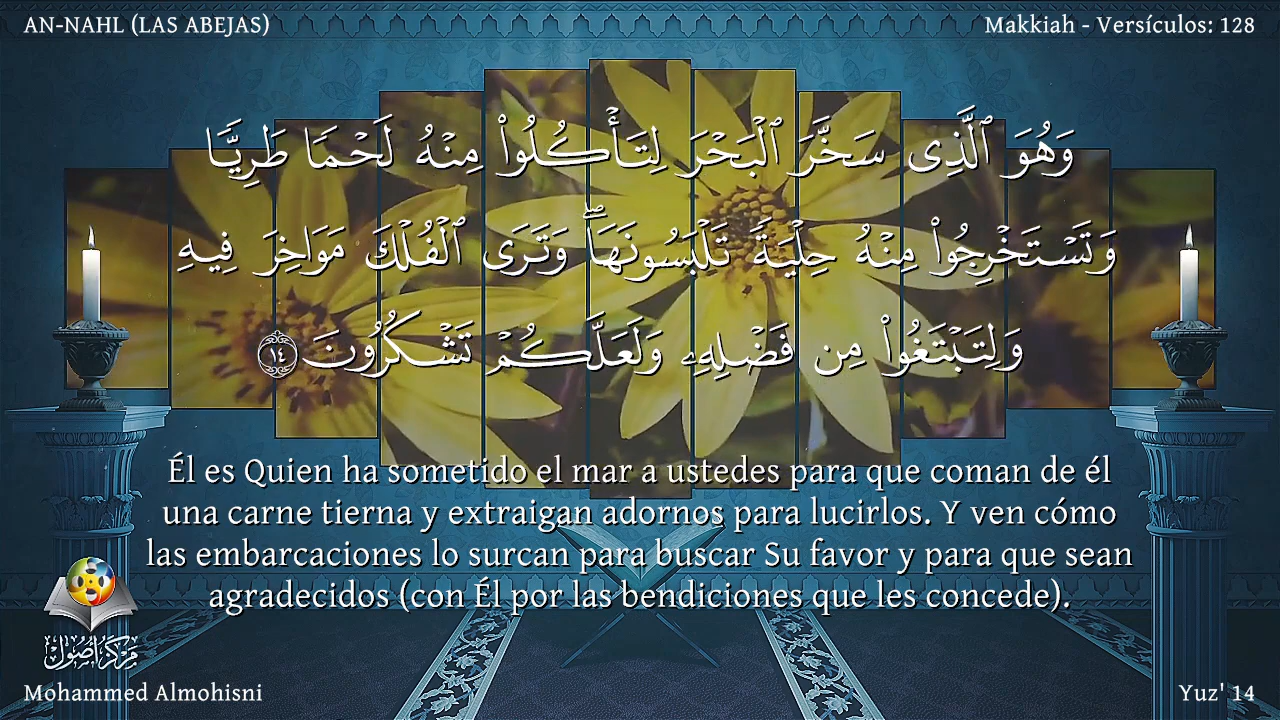 AN-NAHL (LAS ABEJAS)
Makkiah - Versículos: 128
وَهُوَ ٱلَّذِى سَخَّرَ ٱلْبَحْرَ لِتَأْكُلُوا۟ مِنْهُ لَحْمًا طَرِيًّا
وَتَسْتَخْرِجُوا۟ مِنْهُ حِلْيَةً تَلْبَسُونَهَا ۖ وَتَرَى ٱلْفُلْكَ مَوَاخِرَ فِيهِ
وَلِتَبْتَغُوا۟ مِن فَضْلِهِۦ وَلَعَلَّكُمْ تَشْكُرُونَ ١٤
Él es Quien ha sometido el mar a ustedes para que coman de él
una carne tierna y extraigan adornos para lucirlos. Y ven cómo
las embarcaciones lo surcan para buscar Su favor y para que sean
agradecidos (con Él por las bendiciones que les concede).
مركز أصول
Mohammed Almohisni
Yuz' 14